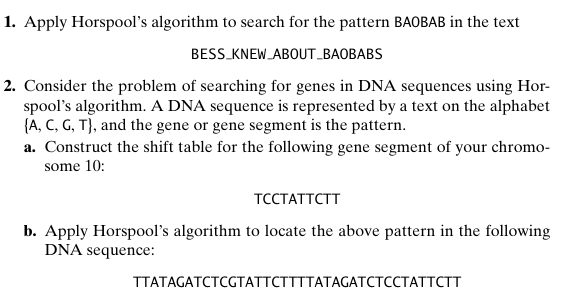 1. Apply Horspool's algorithm to search for the pattern BAOBAB in the text
BESS_KNEW_ABOUT_BAOBABS
2. Consider the problem of searching for genes in DNA sequences using Hor-
spool's algorithm. A DNA sequence is represented by a text on the alphabet
{A, C, G, T}, and the gene or gene segment is the pattern.
a. Construct the shift table for the following gene segment of your chromo-
some 10:
TCCTATTCTT
b. Apply Horspool's algorithm to locate the above pattern in the following
DNA sequence:
TTATAGATCTCGTATTCTTTTATAGATCTCCTATTCTT